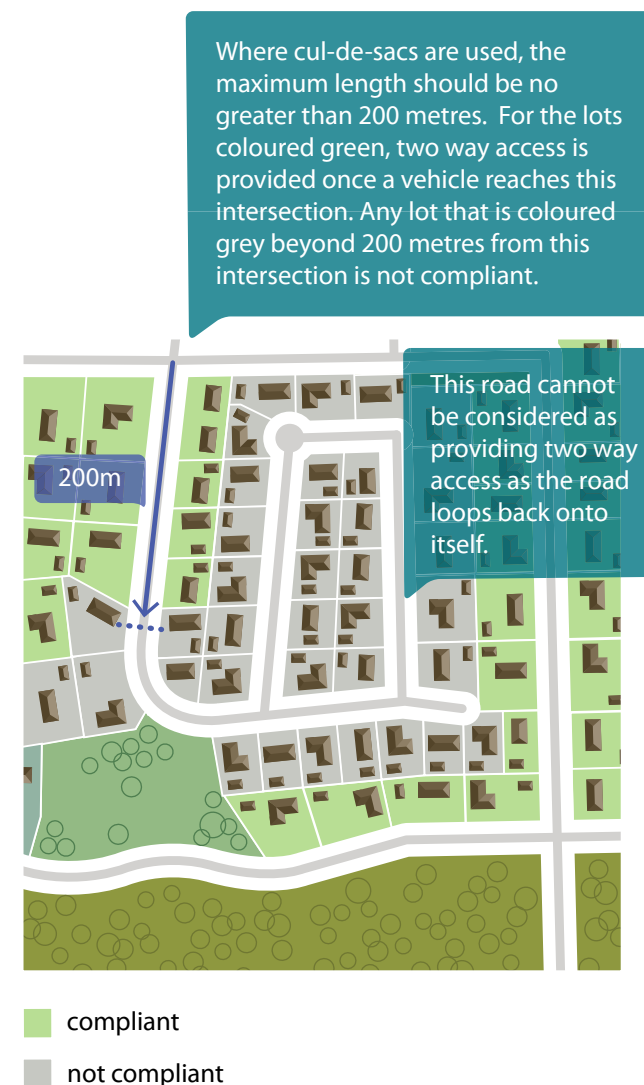 Where cul-de-sacs are used, the
maximum length should be no
greater than 200 metres.  For the lots
coloured green, two way access is
provided once a vehicle reaches this
intersection. Any lot that is coloured
grey beyond 200 metres from this
intersection is not compliant.
This road cannot
be considered as
providing two way
access as the road
loops back onto
itself.
200m
compliant
not compliant